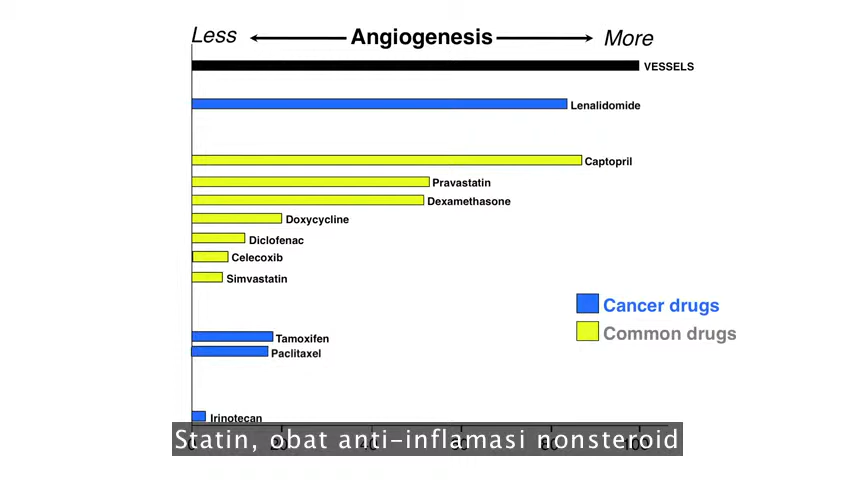 Less Angiogenesis More
VESSELS
Lenalidomide
Captopril
Pravastatin
Dexamethasone
Doxycycline
Diclofenac
Celecoxib
Simvastatin
Cancer drugs
Common drugs
Tamoxifen
Paclitaxel
Irinotecan
Statin, obat anti-inflamasi nonsteroid